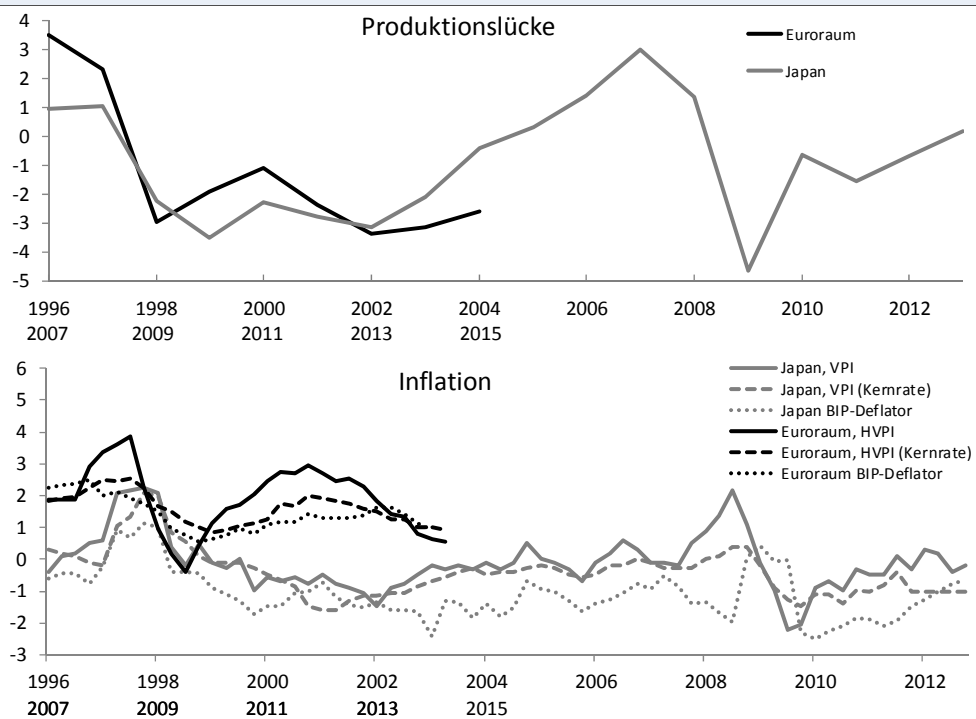 Produktionslücke
Euroraum
Japan
4
3
2
1
0
-1
-2
-3
-4
-5
1996 1998 2000 2002 2004 2006 2008 2010 2012
2007 2009 2011 2013 2015
Inflation
Japan, VPI
Japan, VPI (Kernrate)
Japan BIP-Deflator
Euroraum, HVPI
Euroraum, HVPI (Kernrate)
Euroraum BIP-Deflator
6
5
4
3
2
1
0
-1
-2
-3
1996 1998 2000 2002 2004 2006 2008 2010 2012
2007 2009 2011 2013 2015